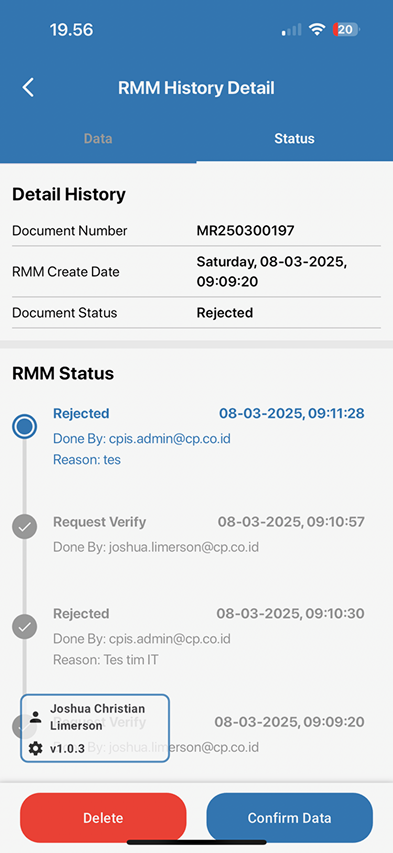 19.56
20
RMM History Detail
Data
Status
Detail History
Document Number
MR250300197
RMM Create Date
Saturday, 08-03-2025,
09:09:20
Document Status
Rejected
RMM Status
Rejected
08-03-2025, 09:11:28
Done By: cpis.admin@cp.co.id
Reason: tes
Request Verify
08-03-2025, 09:10:57
Done By: joshua.limerson@cp.co.id
Rejected
08-03-2025, 09:10:30
Done By: cpis.admin@cp.co.id
Reason: Tes tim IT
Joshua Christian
Limerson
Request Verify
08-03-2025, 09:09:20
v1.0.3
Done By: joshua.limerson@cp.co.id
Delete
Confirm Data